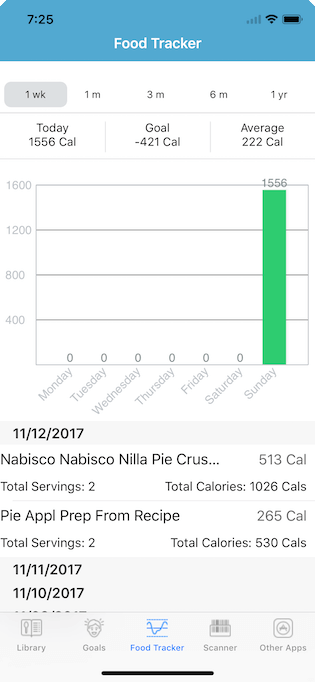 7:25
Food Tracker
1 wk 1 m 3 m 6 m 1 yr
Today Goal Average
1556 Cal -421 Cal 222 Cal
1600
1200
800
400
1556
0 0 0 0 0 0
Monday Tuesday Wednesday Thursday Friday Saturday Sunday
11/12/2017
Nabisco Nabisco Nilla Pie Crus... 513 Cal
Total Servings: 2 Total Calories: 1026 Cals
Pie Appl Prep From Recipe 265 Cal
Total Servings: 2 Total Calories: 530 Cals
11/11/2017
11/10/2017
Library Goals Food Tracker Scanner Other Apps